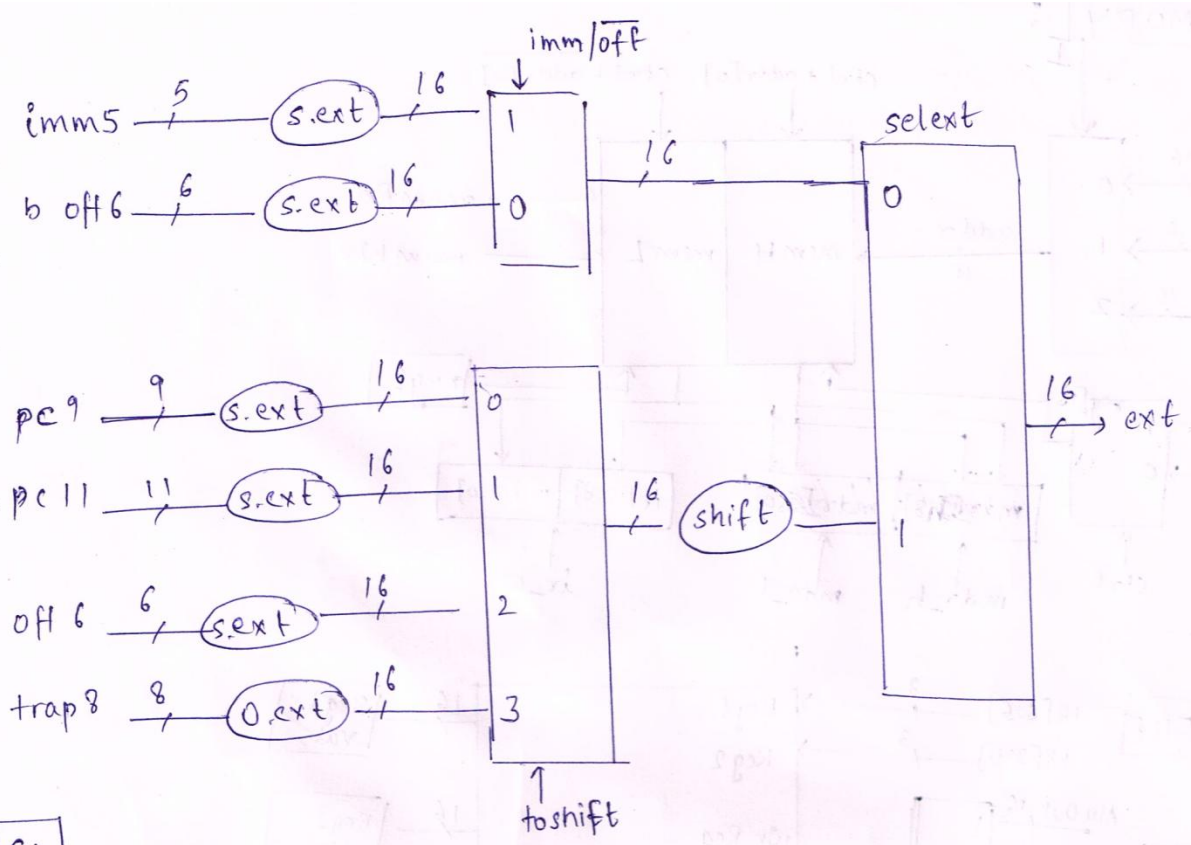 imm/o̅f̅f̅
imm5 5 s.ext 16 1
b off6 6 s.ext 16 0
16
selext
0
pc9 9 s.ext 16 0
pc11 11 s.ext 16 1
off6 6 s.ext 16 2
trap8 8 0.ext 16 3
16 shift 1
16 ext
toshift